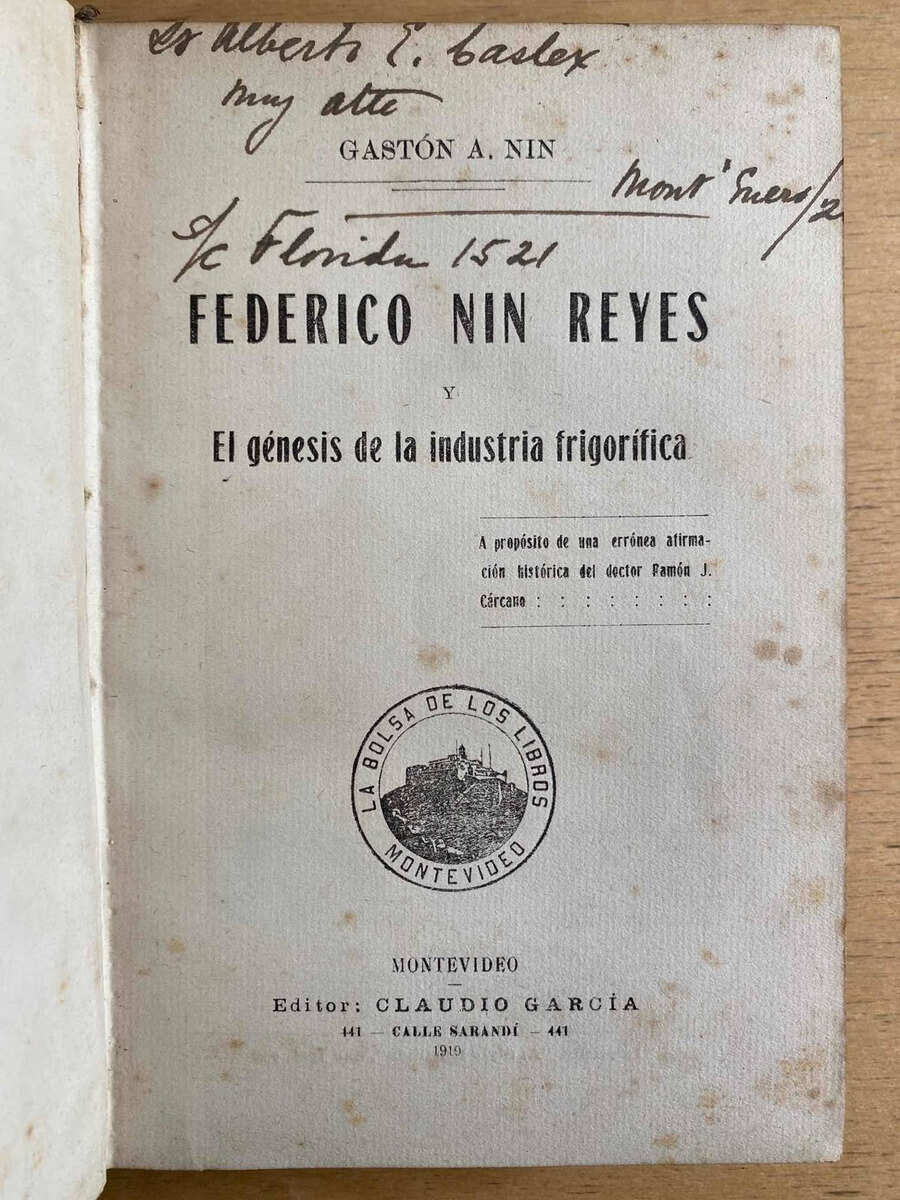 Dr Alberto E. Castex
muy atte
GASTÓN A. NIN
Mont' Enero/2
s/c Florida 1521
FEDERICO NIN REYES
Y
El génesis de la industria frigorífica
A propósito de una errónea afirma-
ción histórica del doctor Ramón J.
Cárcano : : : : : : : :
LA BOLSA DE LOS LIBROS
MONTEVIDEO
MONTEVIDEO
Editor: CLAUDIO GARCÍA
441 — CALLE SARANDÍ — 441
1919